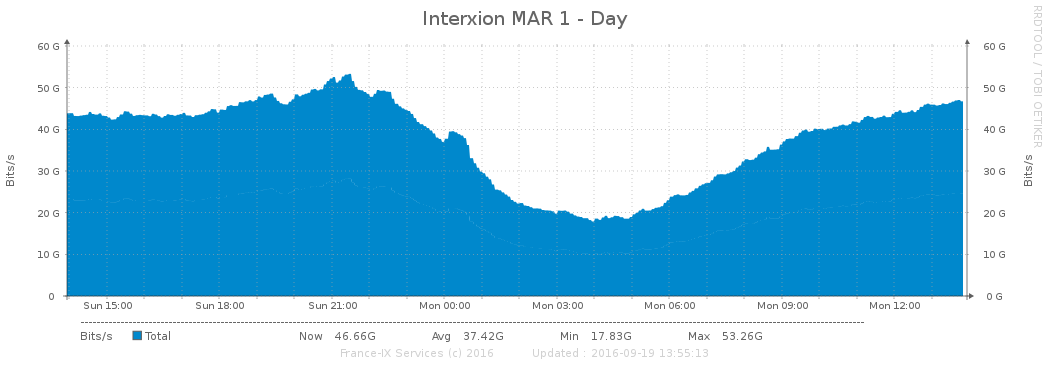 Interxion MAR 1 - Day
RRDTOOL / TOBI OETIKER
60 G 60 G
50 G 50 G
40 G 40 G
30 G 30 G
20 G 20 G
10 G 10 G
0 0 G
Bits/s
Bits/s
Sun 15:00 Sun 18:00 Sun 21:00 Mon 00:00 Mon 03:00 Mon 06:00 Mon 09:00 Mon 12:00
Bits/s Total Now 46.66G Avg 37.42G Min 17.83G Max 53.26G
France-IX Services (c) 2016 Updated : 2016-09-19 13:55:13